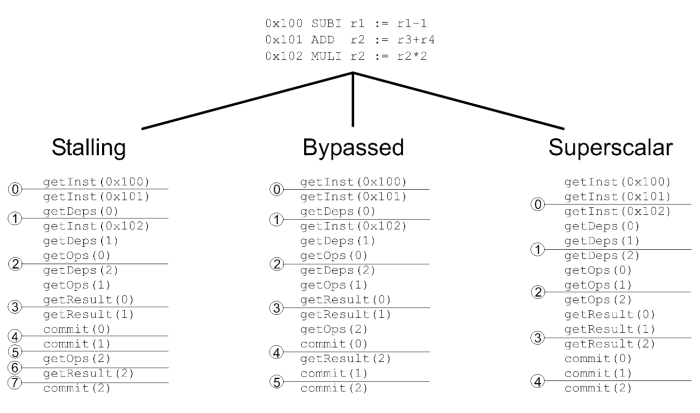 0x100 SUBI r1 := r1-1
0x101 ADD r2 := r3+r4
0x102 MULI r2 := r2*2
Stalling
getInst(0x100)
0
getInst(0x101)
getDeps(0)
1
getInst(0x102)
getDeps(1)
getOps(0)
2
getDeps(2)
getOps(1)
getResult(0)
3
getResult(1)
commit(0)
4
commit(1)
5
getOps(2)
6
getResult(2)
7
commit(2)
Bypassed
getInst(0x100)
0
getInst(0x101)
getDeps(0)
1
getInst(0x102)
getDeps(1)
getOps(0)
2
getDeps(2)
getOps(1)
getResult(0)
3
getResult(1)
getOps(2)
commit(0)
4
getResult(2)
commit(1)
5
commit(2)
Superscalar
getInst(0x100)
getInst(0x101)
0
getInst(0x102)
getDeps(0)
getDeps(1)
1
getDeps(2)
getOps(0)
getOps(1)
2
getOps(2)
getResult(0)
getResult(1)
3
getResult(2)
commit(0)
commit(1)
4
commit(2)